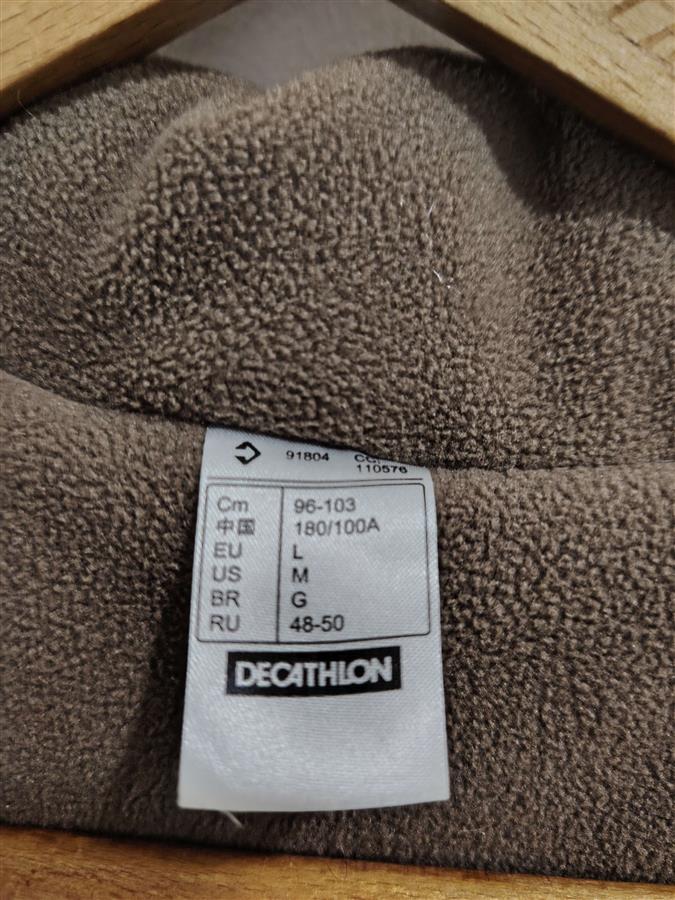 91804
110576
Cm 96-103
中国 180/100A
EU L
US M
BR G
RU 48-50
DECATHLON